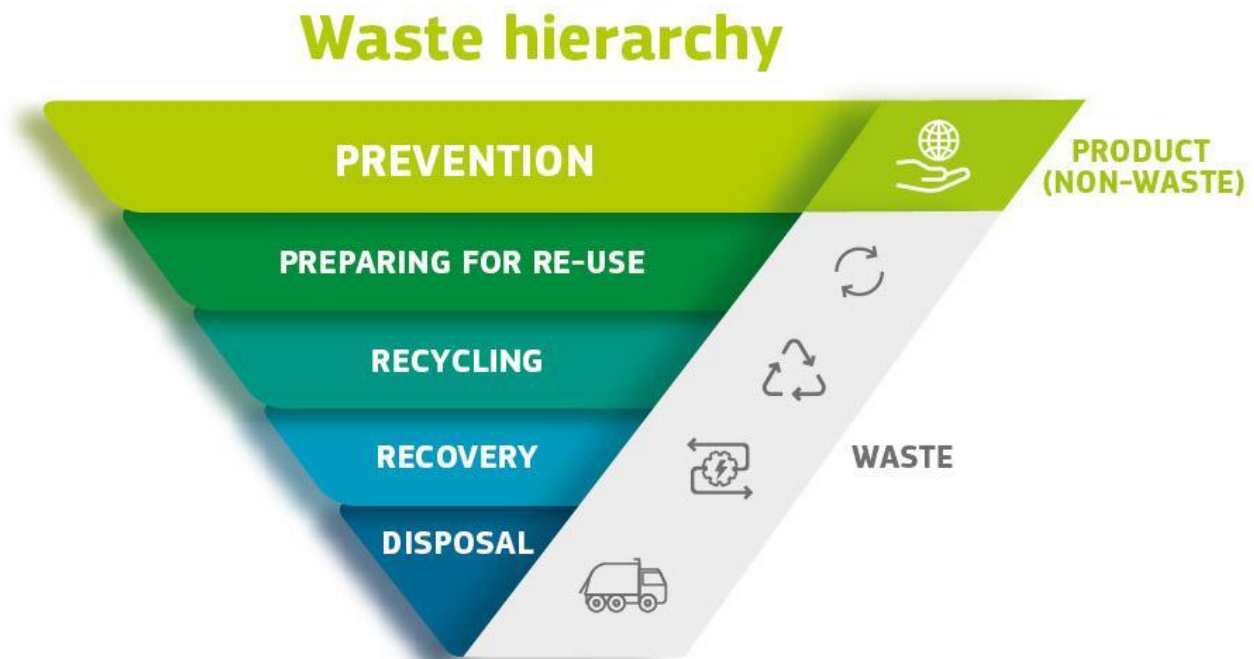 Waste hierarchy
PREVENTION
PRODUCT
(NON-WASTE)
PREPARING FOR RE-USE
RECYCLING
RECOVERY
WASTE
DISPOSAL